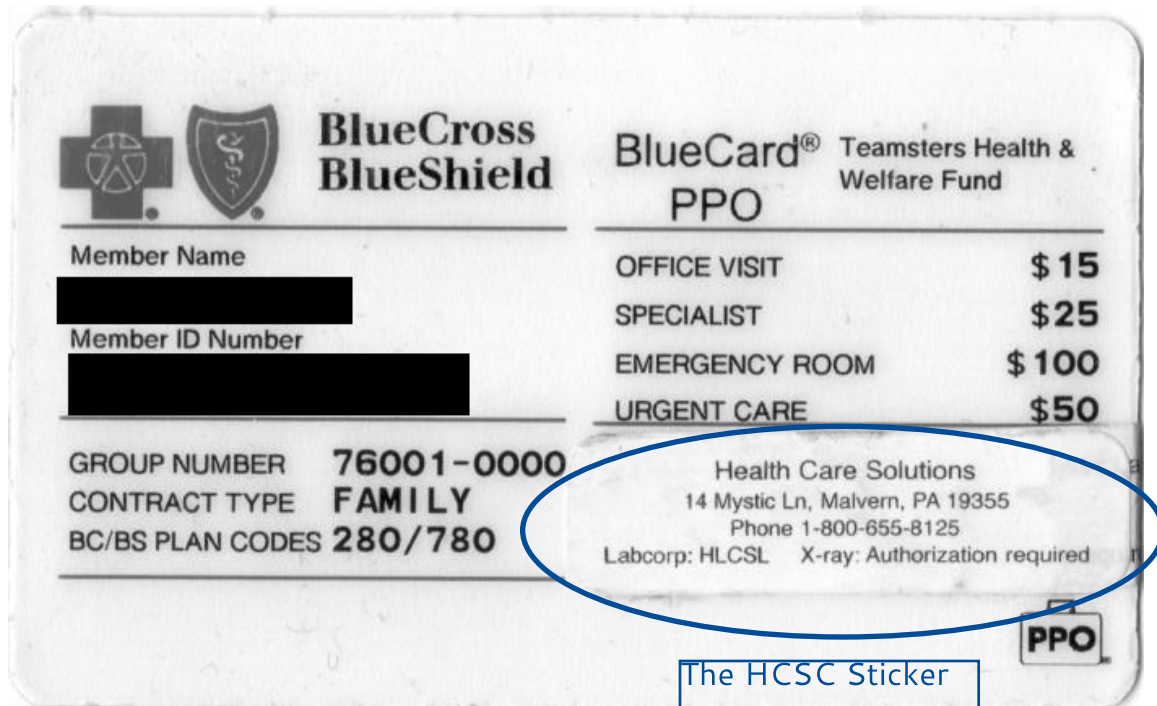 BlueCross
BlueShield
Member Name
Member ID Number
GROUP NUMBER 76001-0000
CONTRACT TYPE FAMILY
BC/BS PLAN CODES 280/780
BlueCard® PPO
Teamsters Health &
Welfare Fund
OFFICE VISIT $15
SPECIALIST $25
EMERGENCY ROOM $100
URGENT CARE $50
Health Care Solutions
14 Mystic Ln, Malvern, PA 19355
Phone 1-800-655-8125
Labcorp: HLCSL X-ray: Authorization required
PPO
The HCSC Sticker